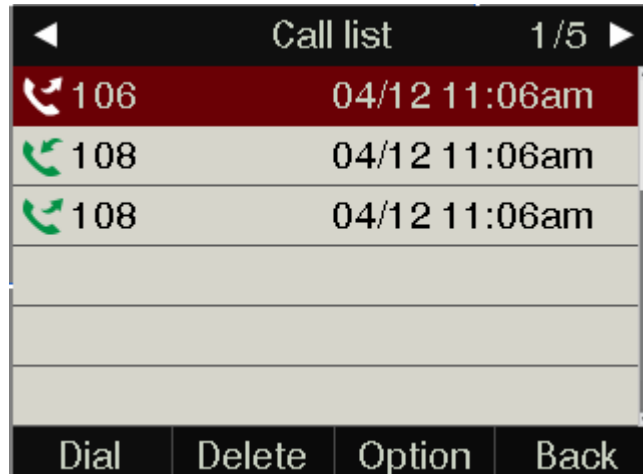 Call list 1/5
106 04/12 11:06am
108 04/12 11:06am
108 04/12 11:06am
Dial Delete Option Back